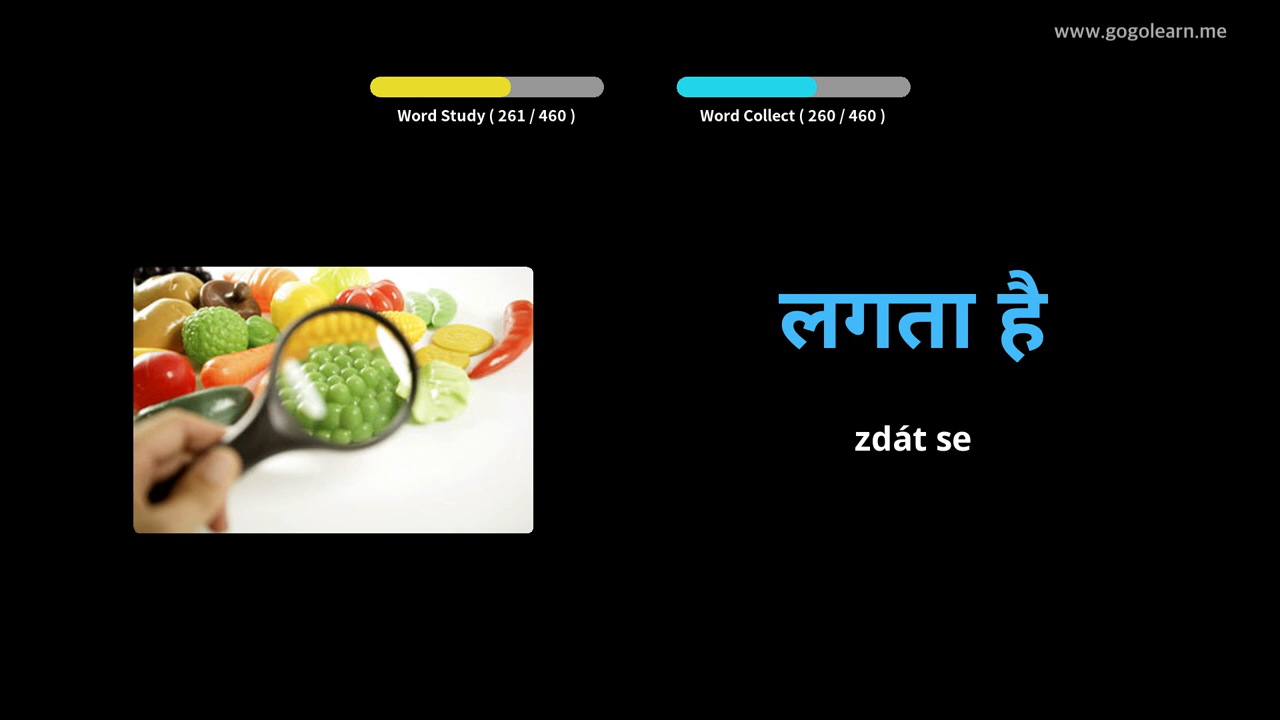 www.gogolearn.me
Word Study ( 261 / 460 )
Word Collect ( 260 / 460 )
लगता है
zdát se